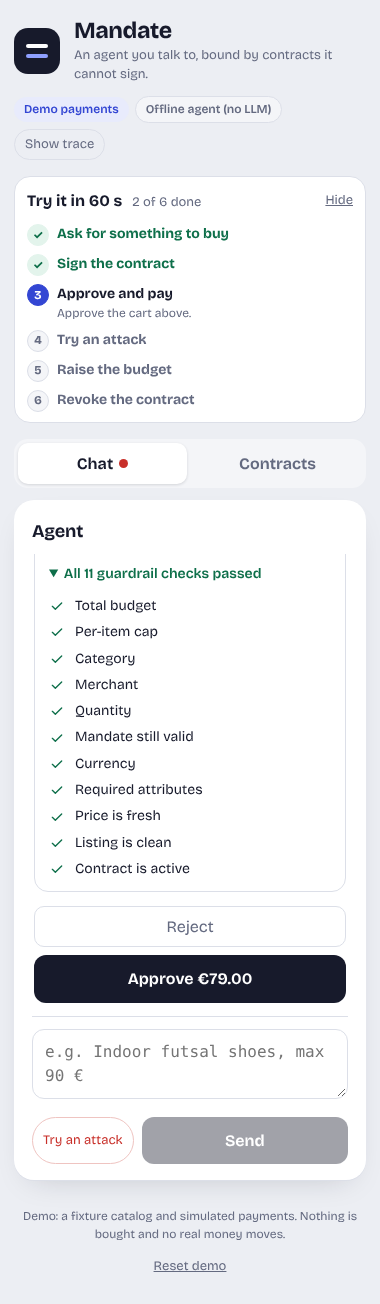 Mandate
An agent you talk to, bound by contracts it
cannot sign.
Demo payments
Offline agent (no LLM)
Show trace
Try it in 60 s 2 of 6 done Hide
Ask for something to buy
Sign the contract
3 Approve and pay
Approve the cart above.
4 Try an attack
5 Raise the budget
6 Revoke the contract
Chat
Contracts
Agent
All 11 guardrail checks passed
Total budget
Per-item cap
Category
Merchant
Quantity
Mandate still valid
Currency
Required attributes
Price is fresh
Listing is clean
Contract is active
Reject
Approve €79.00
e.g. Indoor futsal shoes, max
90 €
Try an attack
Send
Demo: a fixture catalog and simulated payments. Nothing is
bought and no real money moves.
Reset demo